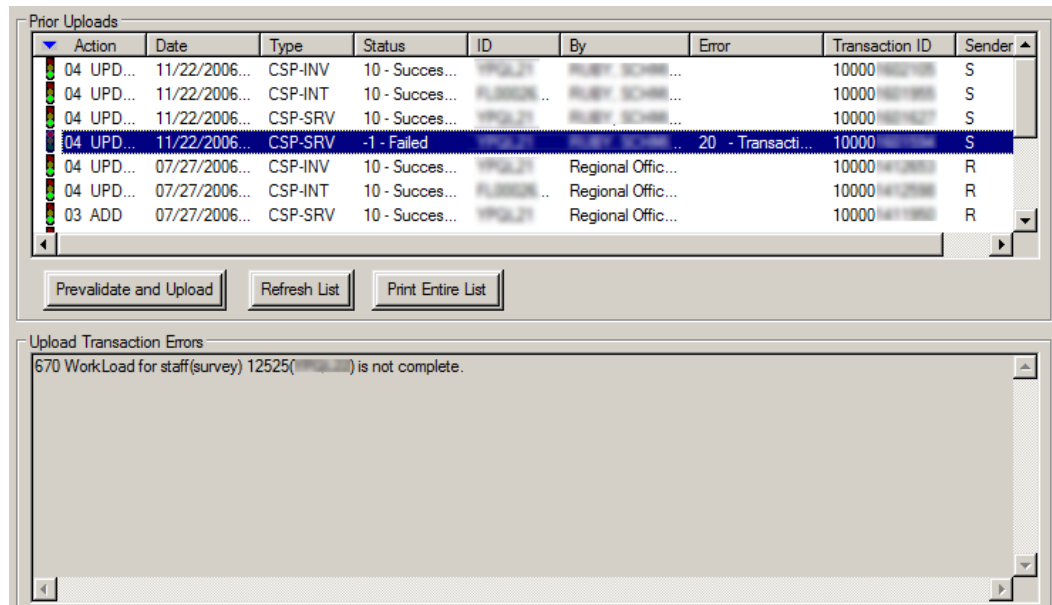 Prior Uploads
Action Date Type Status ID By Error Transaction ID Sender
04 UPD... 11/22/2006... CSP-INV 10 - Succes... ... 10000 S
04 UPD... 11/22/2006... CSP-INT 10 - Succes... .. ... 10000 S
04 UPD... 11/22/2006... CSP-SRV 10 - Succes... ... 10000 S
04 UPD... 11/22/2006... CSP-SRV -1 - Failed .. 20 - Transacti... 10000 S
04 UPD... 07/27/2006... CSP-INV 10 - Succes... Regional Offic... 10000 R
04 UPD... 07/27/2006... CSP-INT 10 - Succes... .. Regional Offic... 10000 R
03 ADD 07/27/2006... CSP-SRV 10 - Succes... Regional Offic... 10000 R
Prevalidate and Upload Refresh List Print Entire List
Upload Transaction Errors
670 WorkLoad for staff(survey) 12525( ) is not complete.